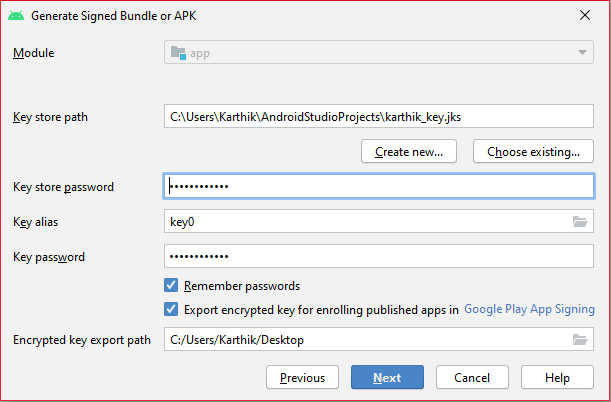 Generate Signed Bundle or APK
Module app
Key store path C:\Users\Karthik\AndroidStudioProjects\karthik_key.jks
Create new... Choose existing...
Key store password ••••••••••••
Key alias key0
Key password ••••••••••••
Remember passwords
Export encrypted key for enrolling published apps in Google Play App Signing
Encrypted key export path C:/Users/Karthik/Desktop
Previous Next Cancel Help